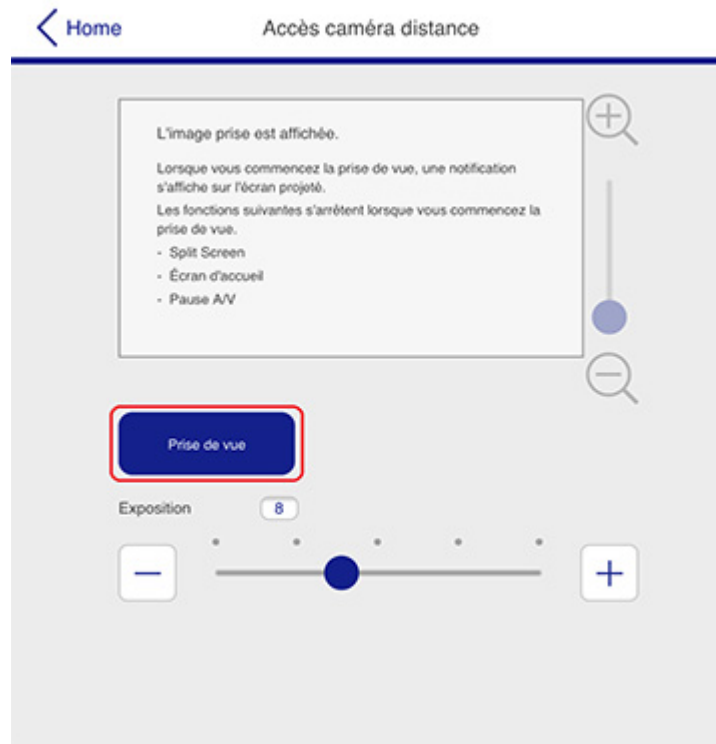 Home
Accès caméra distance
L'image prise est affichée.
Lorsque vous commencez la prise de vue, une notification
s'affiche sur l'écran projeté.
Les fonctions suivantes s'arrêtent lorsque vous commencez la
prise de vue.
- Split Screen
- Écran d'accueil
- Pause A/V
Prise de vue
Exposition
8